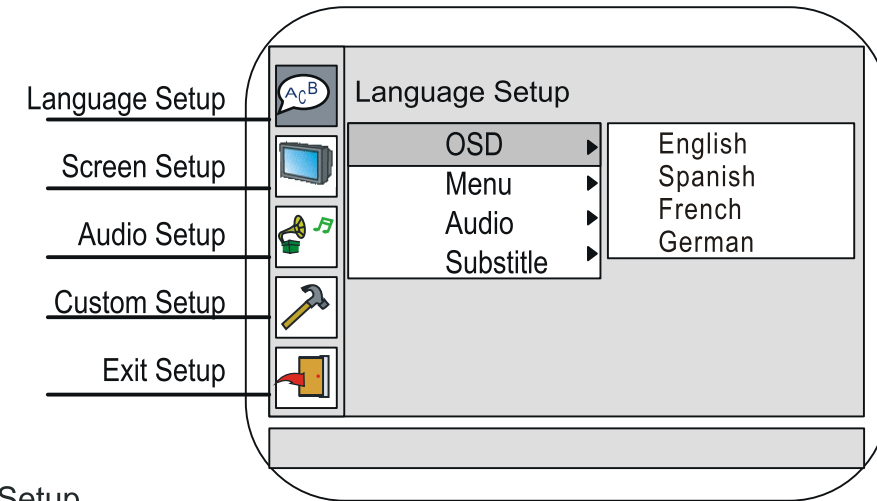 Language Setup
Screen Setup
Audio Setup
Custom Setup
Exit Setup
ACB
Language Setup
OSD
Menu
Audio
Substitle
English
Spanish
French
German
Setup